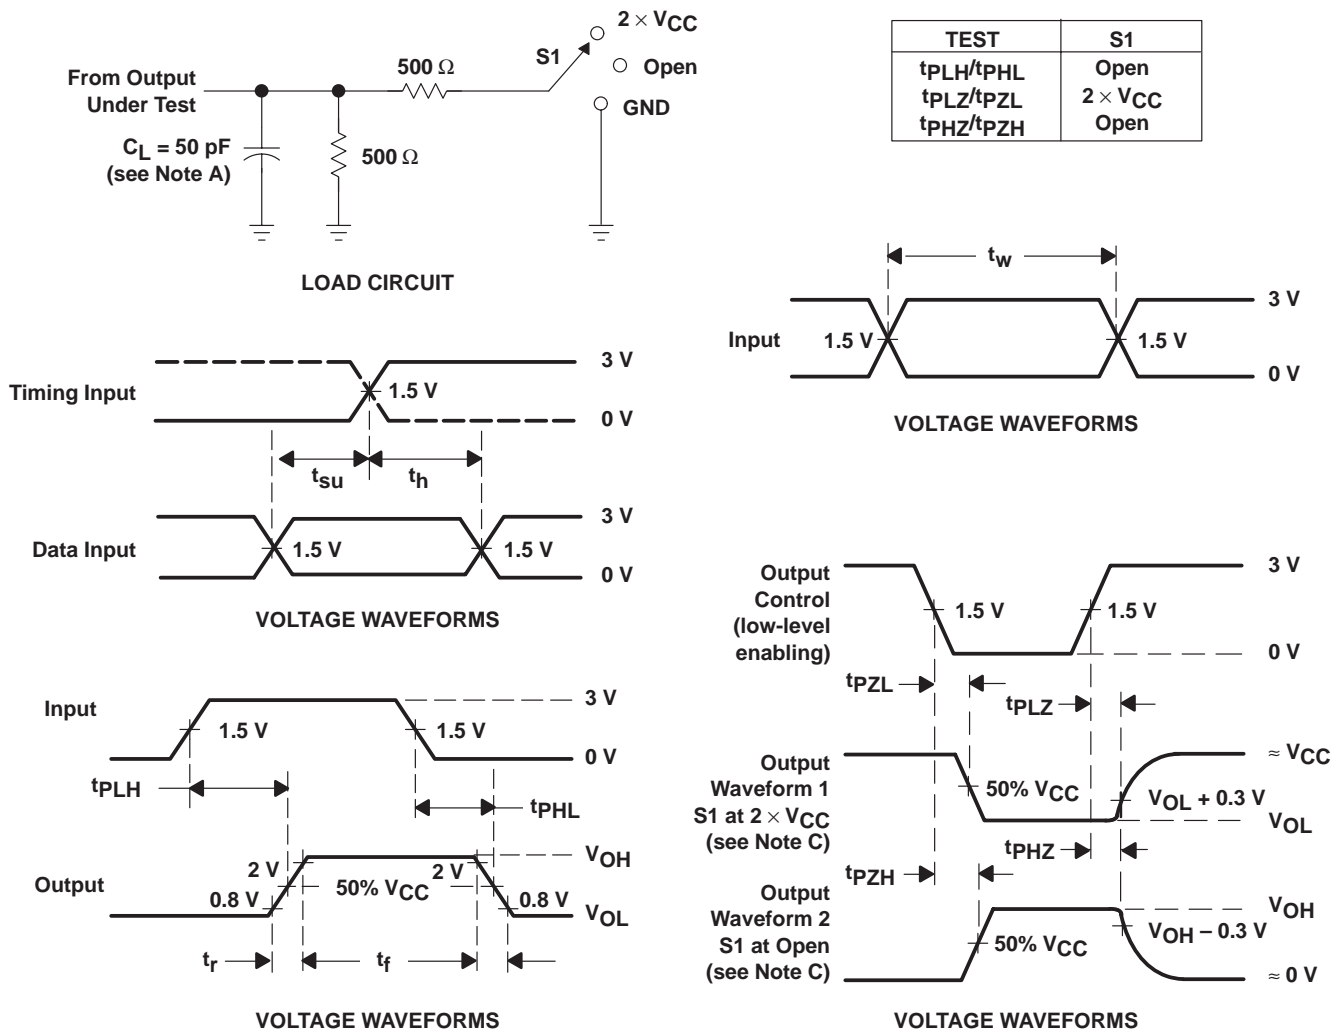 From Output
Under Test
C_L = 50 pF
(see Note A)
500 Ω
500 Ω
S1
2 × V_CC
Open
GND
LOAD CIRCUIT
TEST S1
t_PLH/t_PHL Open
t_PLZ/t_PZL 2 × V_CC
t_PHZ/t_PZH Open
t_w
Input
1.5 V
1.5 V
3 V
0 V
VOLTAGE WAVEFORMS
Timing Input
1.5 V
3 V
0 V
t_su
t_h
Data Input
1.5 V
1.5 V
3 V
0 V
VOLTAGE WAVEFORMS
Input
1.5 V
1.5 V
3 V
0 V
t_PLH
t_PHL
Output
2 V
2 V
0.8 V
50% V_CC
0.8 V
V_OH
V_OL
t_r
t_f
VOLTAGE WAVEFORMS
Output
Control
(low-level
enabling)
1.5 V
1.5 V
3 V
0 V
t_PZL
t_PLZ
Output
Waveform 1
S1 at 2 × V_CC
(see Note C)
50% V_CC
≈ V_CC
V_OL + 0.3 V
V_OL
t_PHZ
t_PZH
Output
Waveform 2
S1 at Open
(see Note C)
50% V_CC
V_OH
V_OH – 0.3 V
≈ 0 V
VOLTAGE WAVEFORMS